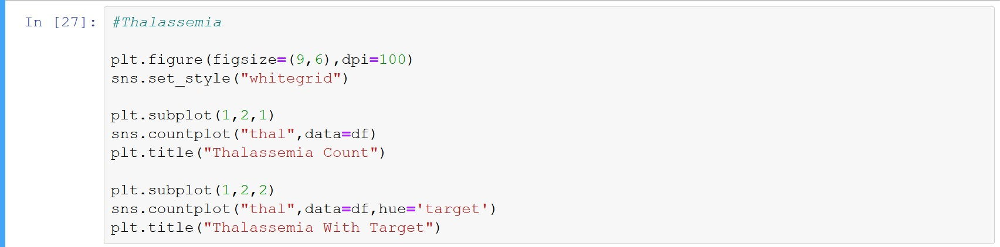 In [27]: #Thalassemia
plt.figure(figsize=(9,6),dpi=100)
sns.set_style("whitegrid")
plt.subplot(1,2,1)
sns.countplot("thal",data=df)
plt.title("Thalassemia Count")
plt.subplot(1,2,2)
sns.countplot("thal",data=df,hue='target')
plt.title("Thalassemia With Target")